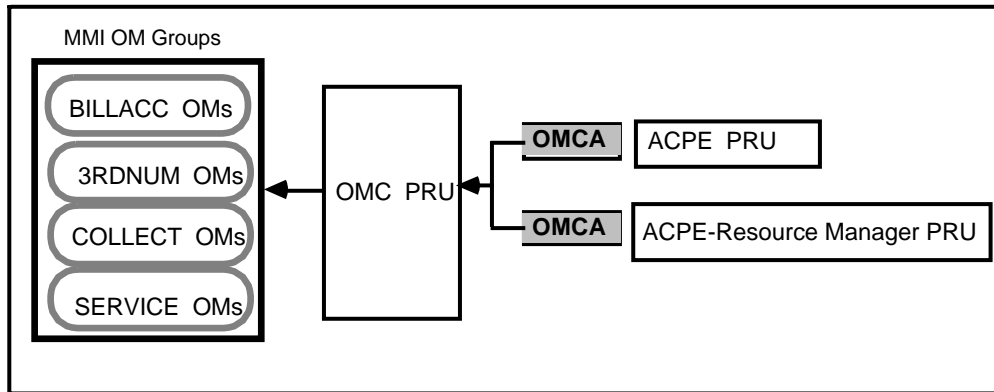 MMI OM Groups
BILLACC OMs
3RDNUM OMs
COLLECT OMs
SERVICE OMs
OMC PRU
OMCA
ACPE PRU
OMCA
ACPE-Resource Manager PRU